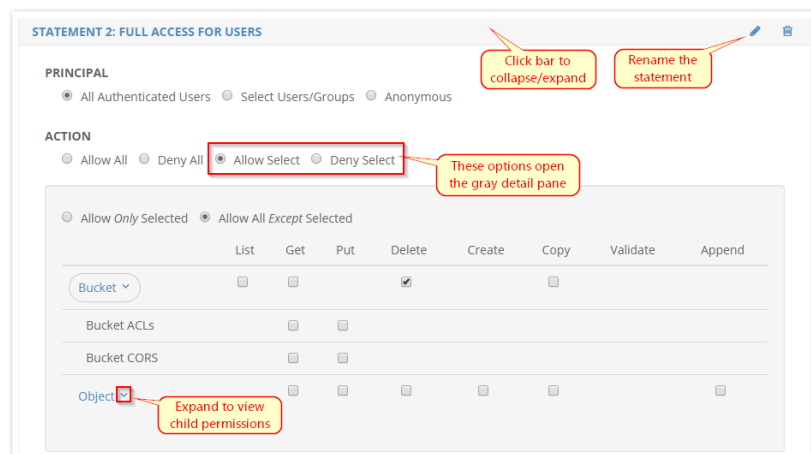 STATEMENT 2: FULL ACCESS FOR USERS
Click bar to
collapse/expand
Rename the
statement
PRINCIPAL
All Authenticated Users Select Users/Groups Anonymous
ACTION
Allow All Deny All Allow Select Deny Select
These options open
the gray detail pane
Allow Only Selected Allow All Except Selected
List Get Put Delete Create Copy Validate Append
Bucket
Bucket ACLs
Bucket CORS
Object
Expand to view
child permissions